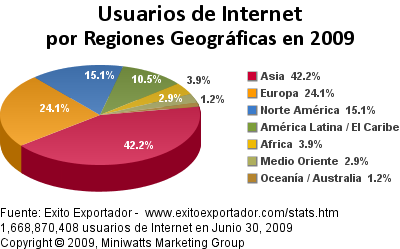 Usuarios de Internet
por Regiones Geográficas en 2009
15.1%
10.5%
3.9%
2.9%
1.2%
24.1%
42.2%
Asia 42.2%
Europa 24.1%
Norte América 15.1%
América Latina / El Caribe 10.5%
Africa 3.9%
Medio Oriente 2.9%
Oceanía / Australia 1.2%
Fuente: Exito Exportador - www.exitoexportador.com/stats.htm
1,668,870,408 usuarios de Internet en Junio 30, 2009
Copyright © 2009, Miniwatts Marketing Group